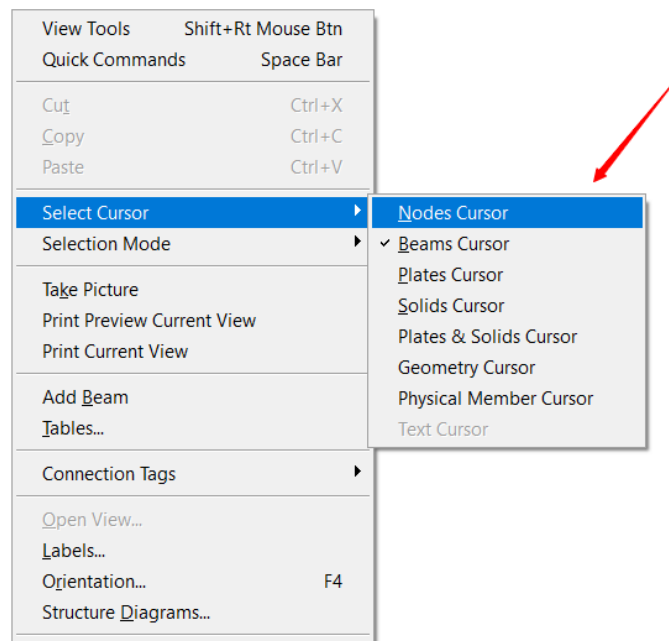 View Tools Shift+Rt Mouse Btn
Quick Commands Space Bar
Cut Ctrl+X
Copy Ctrl+C
Paste Ctrl+V
Select Cursor
Selection Mode
Take Picture
Print Preview Current View
Print Current View
Add Beam
Tables...
Connection Tags
Open View...
Labels...
Orientation... F4
Structure Diagrams...
Nodes Cursor
Beams Cursor
Plates Cursor
Solids Cursor
Plates & Solids Cursor
Geometry Cursor
Physical Member Cursor
Text Cursor